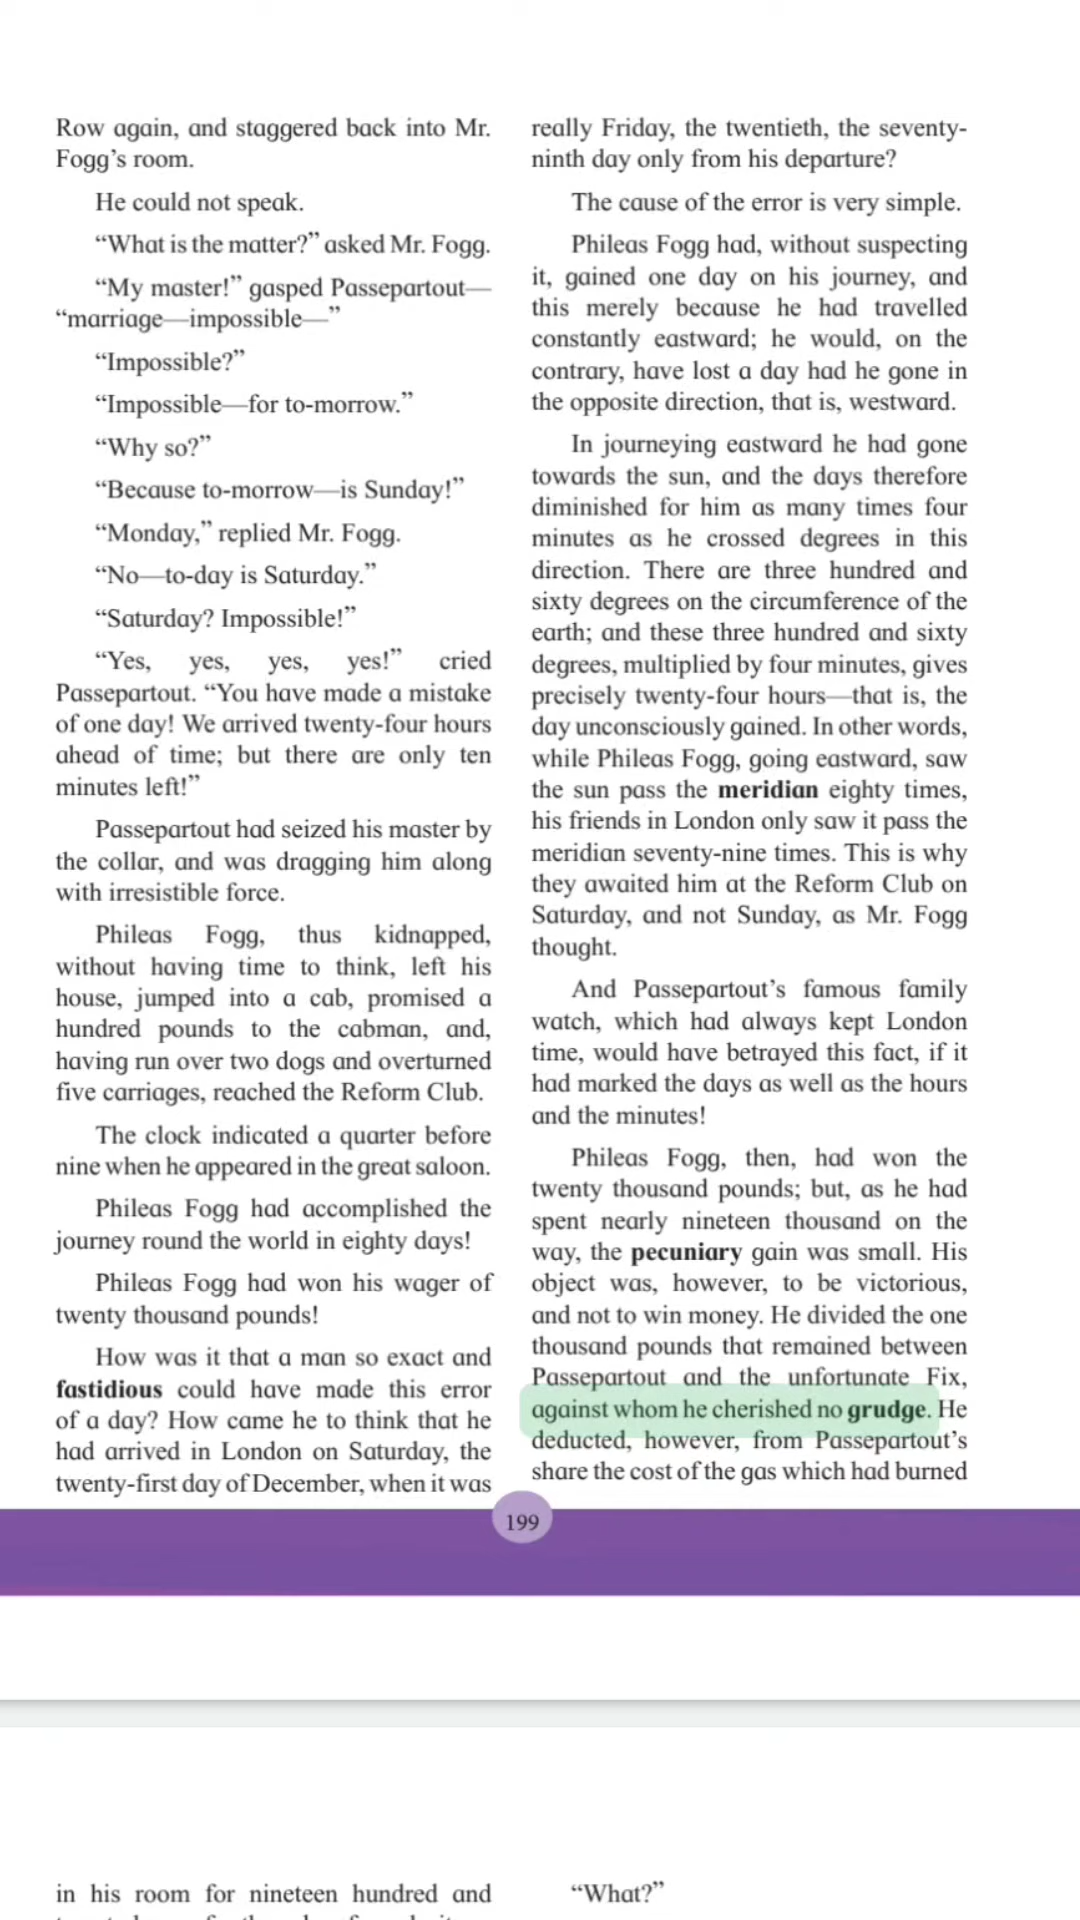 Row again, and staggered back into Mr.
Fogg’s room.
He could not speak.
“What is the matter?” asked Mr. Fogg.
“My master!” gasped Passepartout—
“marriage—impossible—”
“Impossible?”
“Impossible—for to-morrow.”
“Why so?”
“Because to-morrow—is Sunday!”
“Monday,” replied Mr. Fogg.
“No—to-day is Saturday.”
“Saturday? Impossible!”
“Yes, yes, yes, yes!” cried
Passepartout. “You have made a mistake
of one day! We arrived twenty-four hours
ahead of time; but there are only ten
minutes left!”
Passepartout had seized his master by
the collar, and was dragging him along
with irresistible force.
Phileas Fogg, thus kidnapped,
without having time to think, left his
house, jumped into a cab, promised a
hundred pounds to the cabman, and,
having run over two dogs and overturned
five carriages, reached the Reform Club.
The clock indicated a quarter before
nine when he appeared in the great saloon.
Phileas Fogg had accomplished the
journey round the world in eighty days!
Phileas Fogg had won his wager of
twenty thousand pounds!
How was it that a man so exact and
fastidious could have made this error
of a day? How came he to think that he
had arrived in London on Saturday, the
twenty-first day of December, when it was
really Friday, the twentieth, the seventy-
ninth day only from his departure?
The cause of the error is very simple.
Phileas Fogg had, without suspecting
it, gained one day on his journey, and
this merely because he had travelled
constantly eastward; he would, on the
contrary, have lost a day had he gone in
the opposite direction, that is, westward.
In journeying eastward he had gone
towards the sun, and the days therefore
diminished for him as many times four
minutes as he crossed degrees in this
direction. There are three hundred and
sixty degrees on the circumference of the
earth; and these three hundred and sixty
degrees, multiplied by four minutes, gives
precisely twenty-four hours—that is, the
day unconsciously gained. In other words,
while Phileas Fogg, going eastward, saw
the sun pass the meridian eighty times,
his friends in London only saw it pass the
meridian seventy-nine times. This is why
they awaited him at the Reform Club on
Saturday, and not Sunday, as Mr. Fogg
thought.
And Passepartout’s famous family
watch, which had always kept London
time, would have betrayed this fact, if it
had marked the days as well as the hours
and the minutes!
Phileas Fogg, then, had won the
twenty thousand pounds; but, as he had
spent nearly nineteen thousand on the
way, the pecuniary gain was small. His
object was, however, to be victorious,
and not to win money. He divided the one
thousand pounds that remained between
Passepartout and the unfortunate Fix,
against whom he cherished no grudge. He
deducted, however, from Passepartout’s
share the cost of the gas which had burned
199
in his room for nineteen hundred and
“What?”